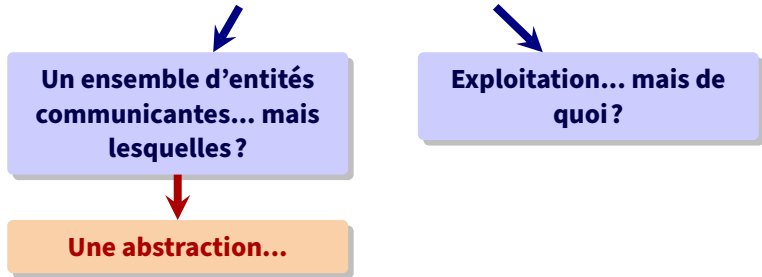 Un ensemble d’entités
communicantes... mais
lesquelles ?
Exploitation... mais de
quoi ?
Une abstraction...